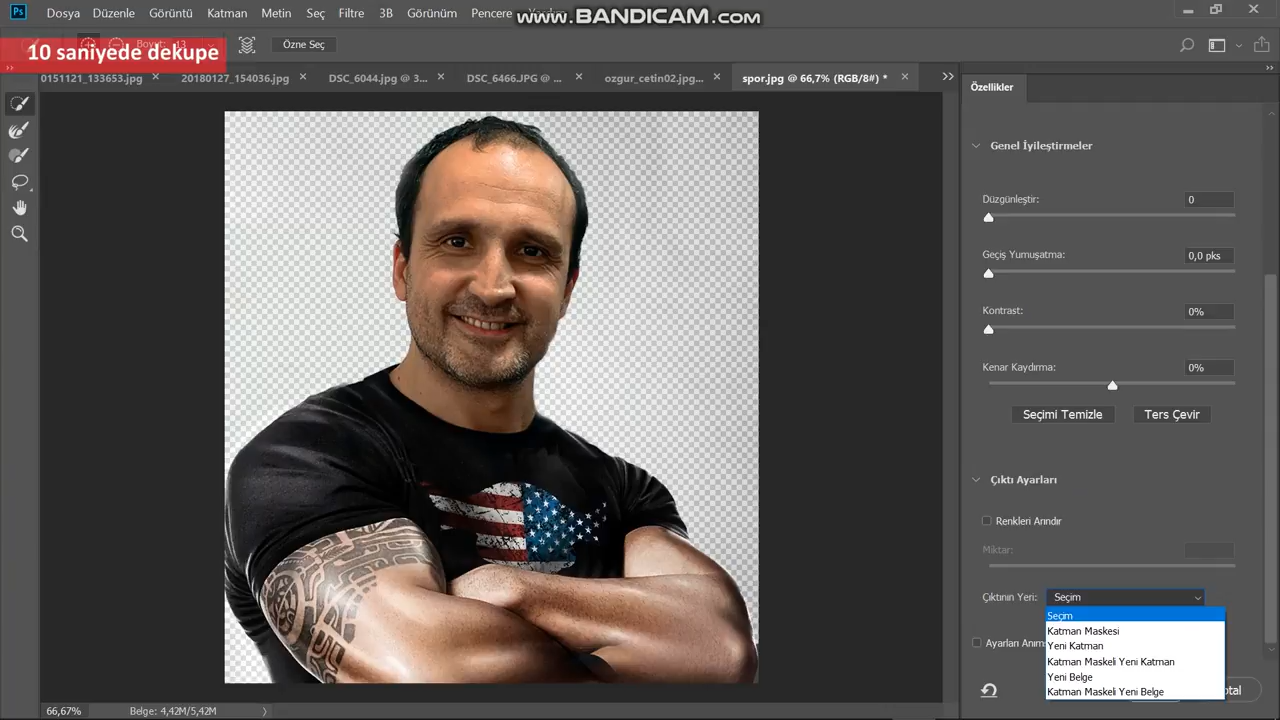 Ps Dosya Düzenle Görüntü Katman Metin Seç Filtre 3B Görünüm Pencere
www.BANDICAM.com
10 saniyede dekupe
Özne Seç
0151121_133653.jpg × 20180127_154036.jpg × DSC_6044.jpg @ 3... × DSC_6466.JPG @ ... × ozgur_cetin02.jpg... × spor.jpg @ 66,7% (RGB/8#) * ×
Özellikler
Genel İyileştirmeler
Düzgünleştir: 0
Geçiş Yumuşatma: 0,0 pks
Kontrast: 0%
Kenar Kaydırma: 0%
Seçimi Temizle Ters Çevir
Çıktı Ayarları
Renkleri Arındır
Miktar:
Çıktının Yeri: Seçim
Seçim
Katman Maskesi
Ayarları Anım
Yeni Katman
Katman Maskeli Yeni Katman
Yeni Belge
Katman Maskeli Yeni Belge
otal
66,67% Belge: 4,42M/5,42M